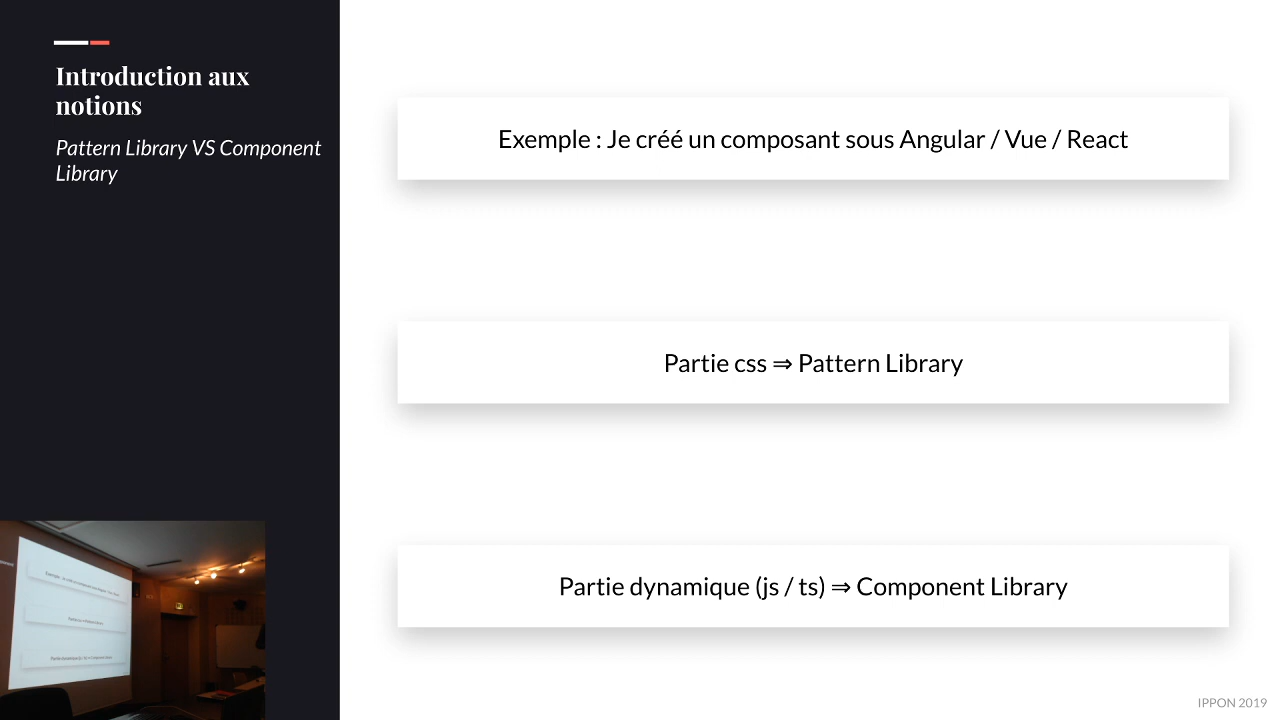 Introduction aux
notions
Pattern Library VS Component
Library
Exemple : Je créé un composant sous Angular / Vue / React
Partie css ⇒ Pattern Library
Partie dynamique (js / ts) ⇒ Component Library
IPPON 2019